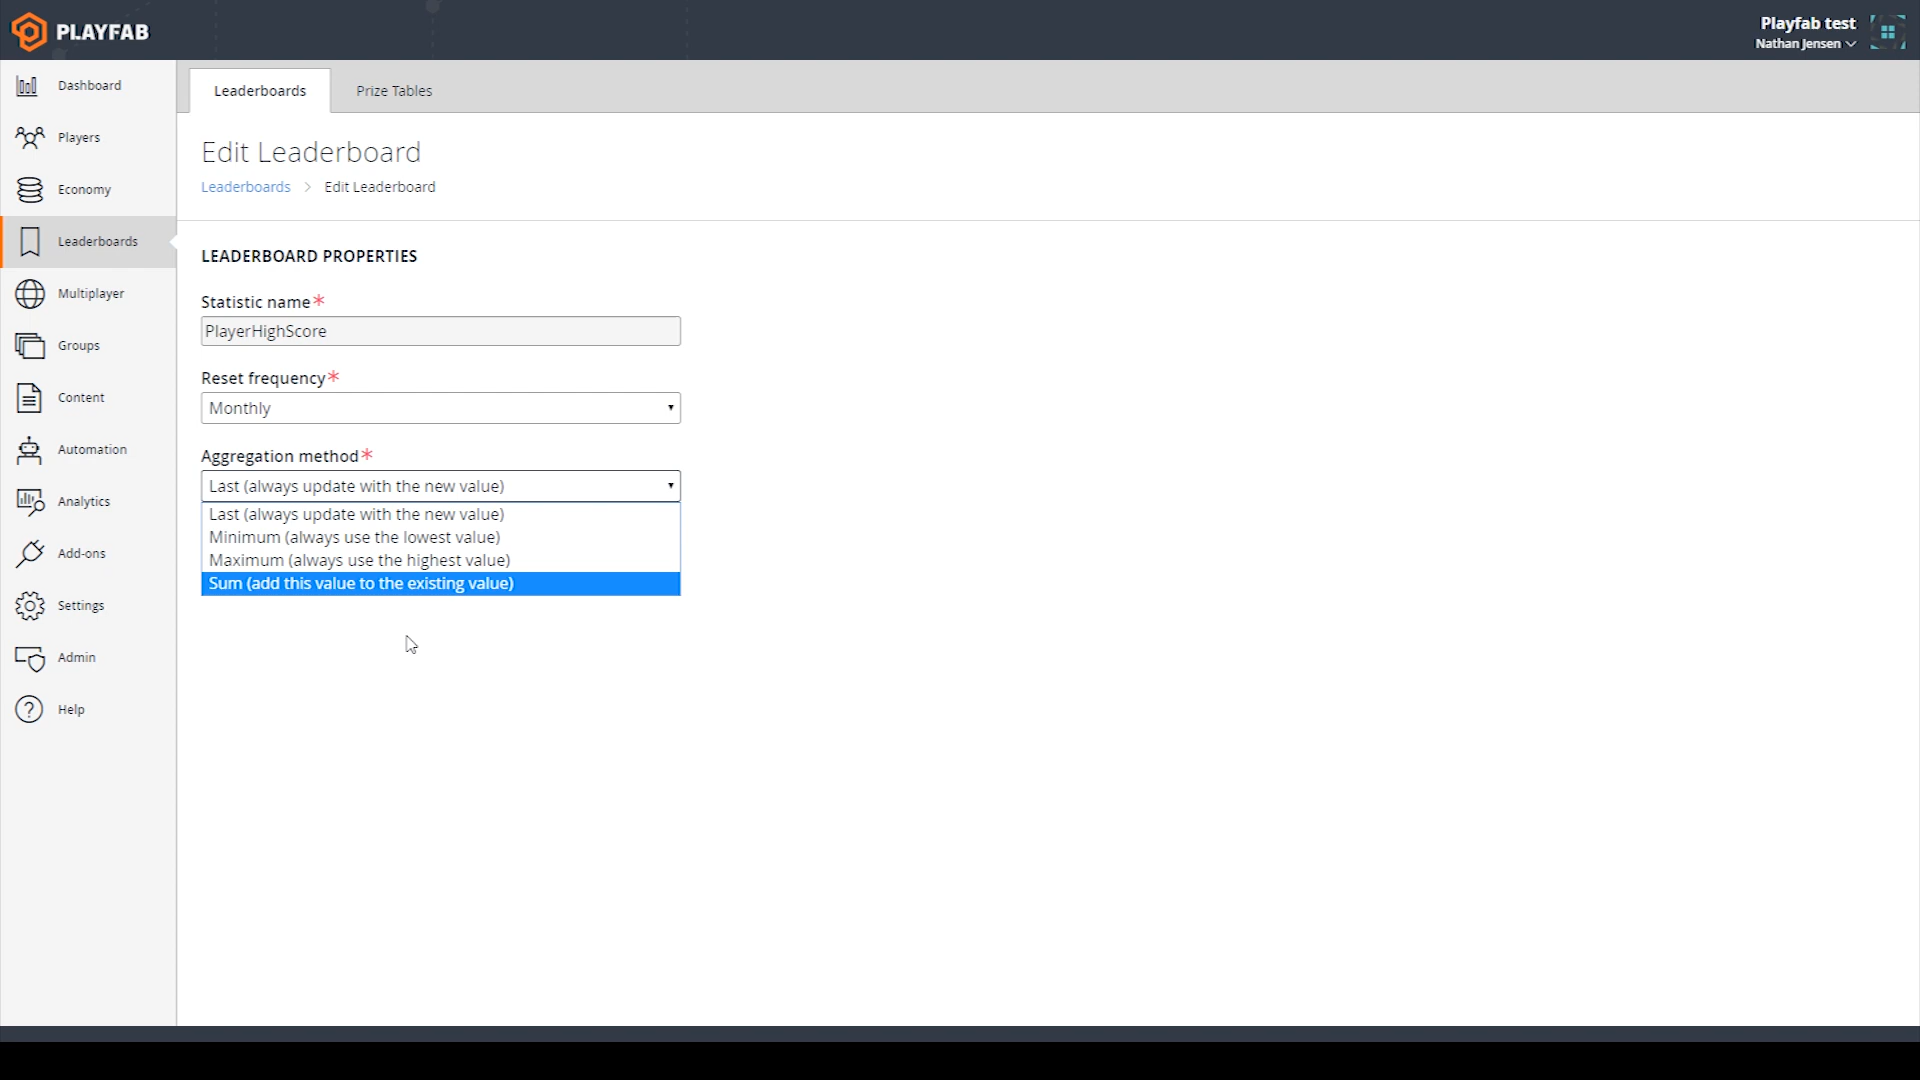 PLAYFAB
Playfab test
Nathan Jensen
Dashboard
Players
Economy
Leaderboards
Multiplayer
Groups
Content
Automation
Analytics
Add-ons
Settings
Admin
Help
Leaderboards
Prize Tables
Edit Leaderboard
Leaderboards > Edit Leaderboard
LEADERBOARD PROPERTIES
Statistic name*
PlayerHighScore
Reset frequency*
Monthly
Aggregation method*
Last (always update with the new value)
Last (always update with the new value)
Minimum (always use the lowest value)
Maximum (always use the highest value)
Sum (add this value to the existing value)